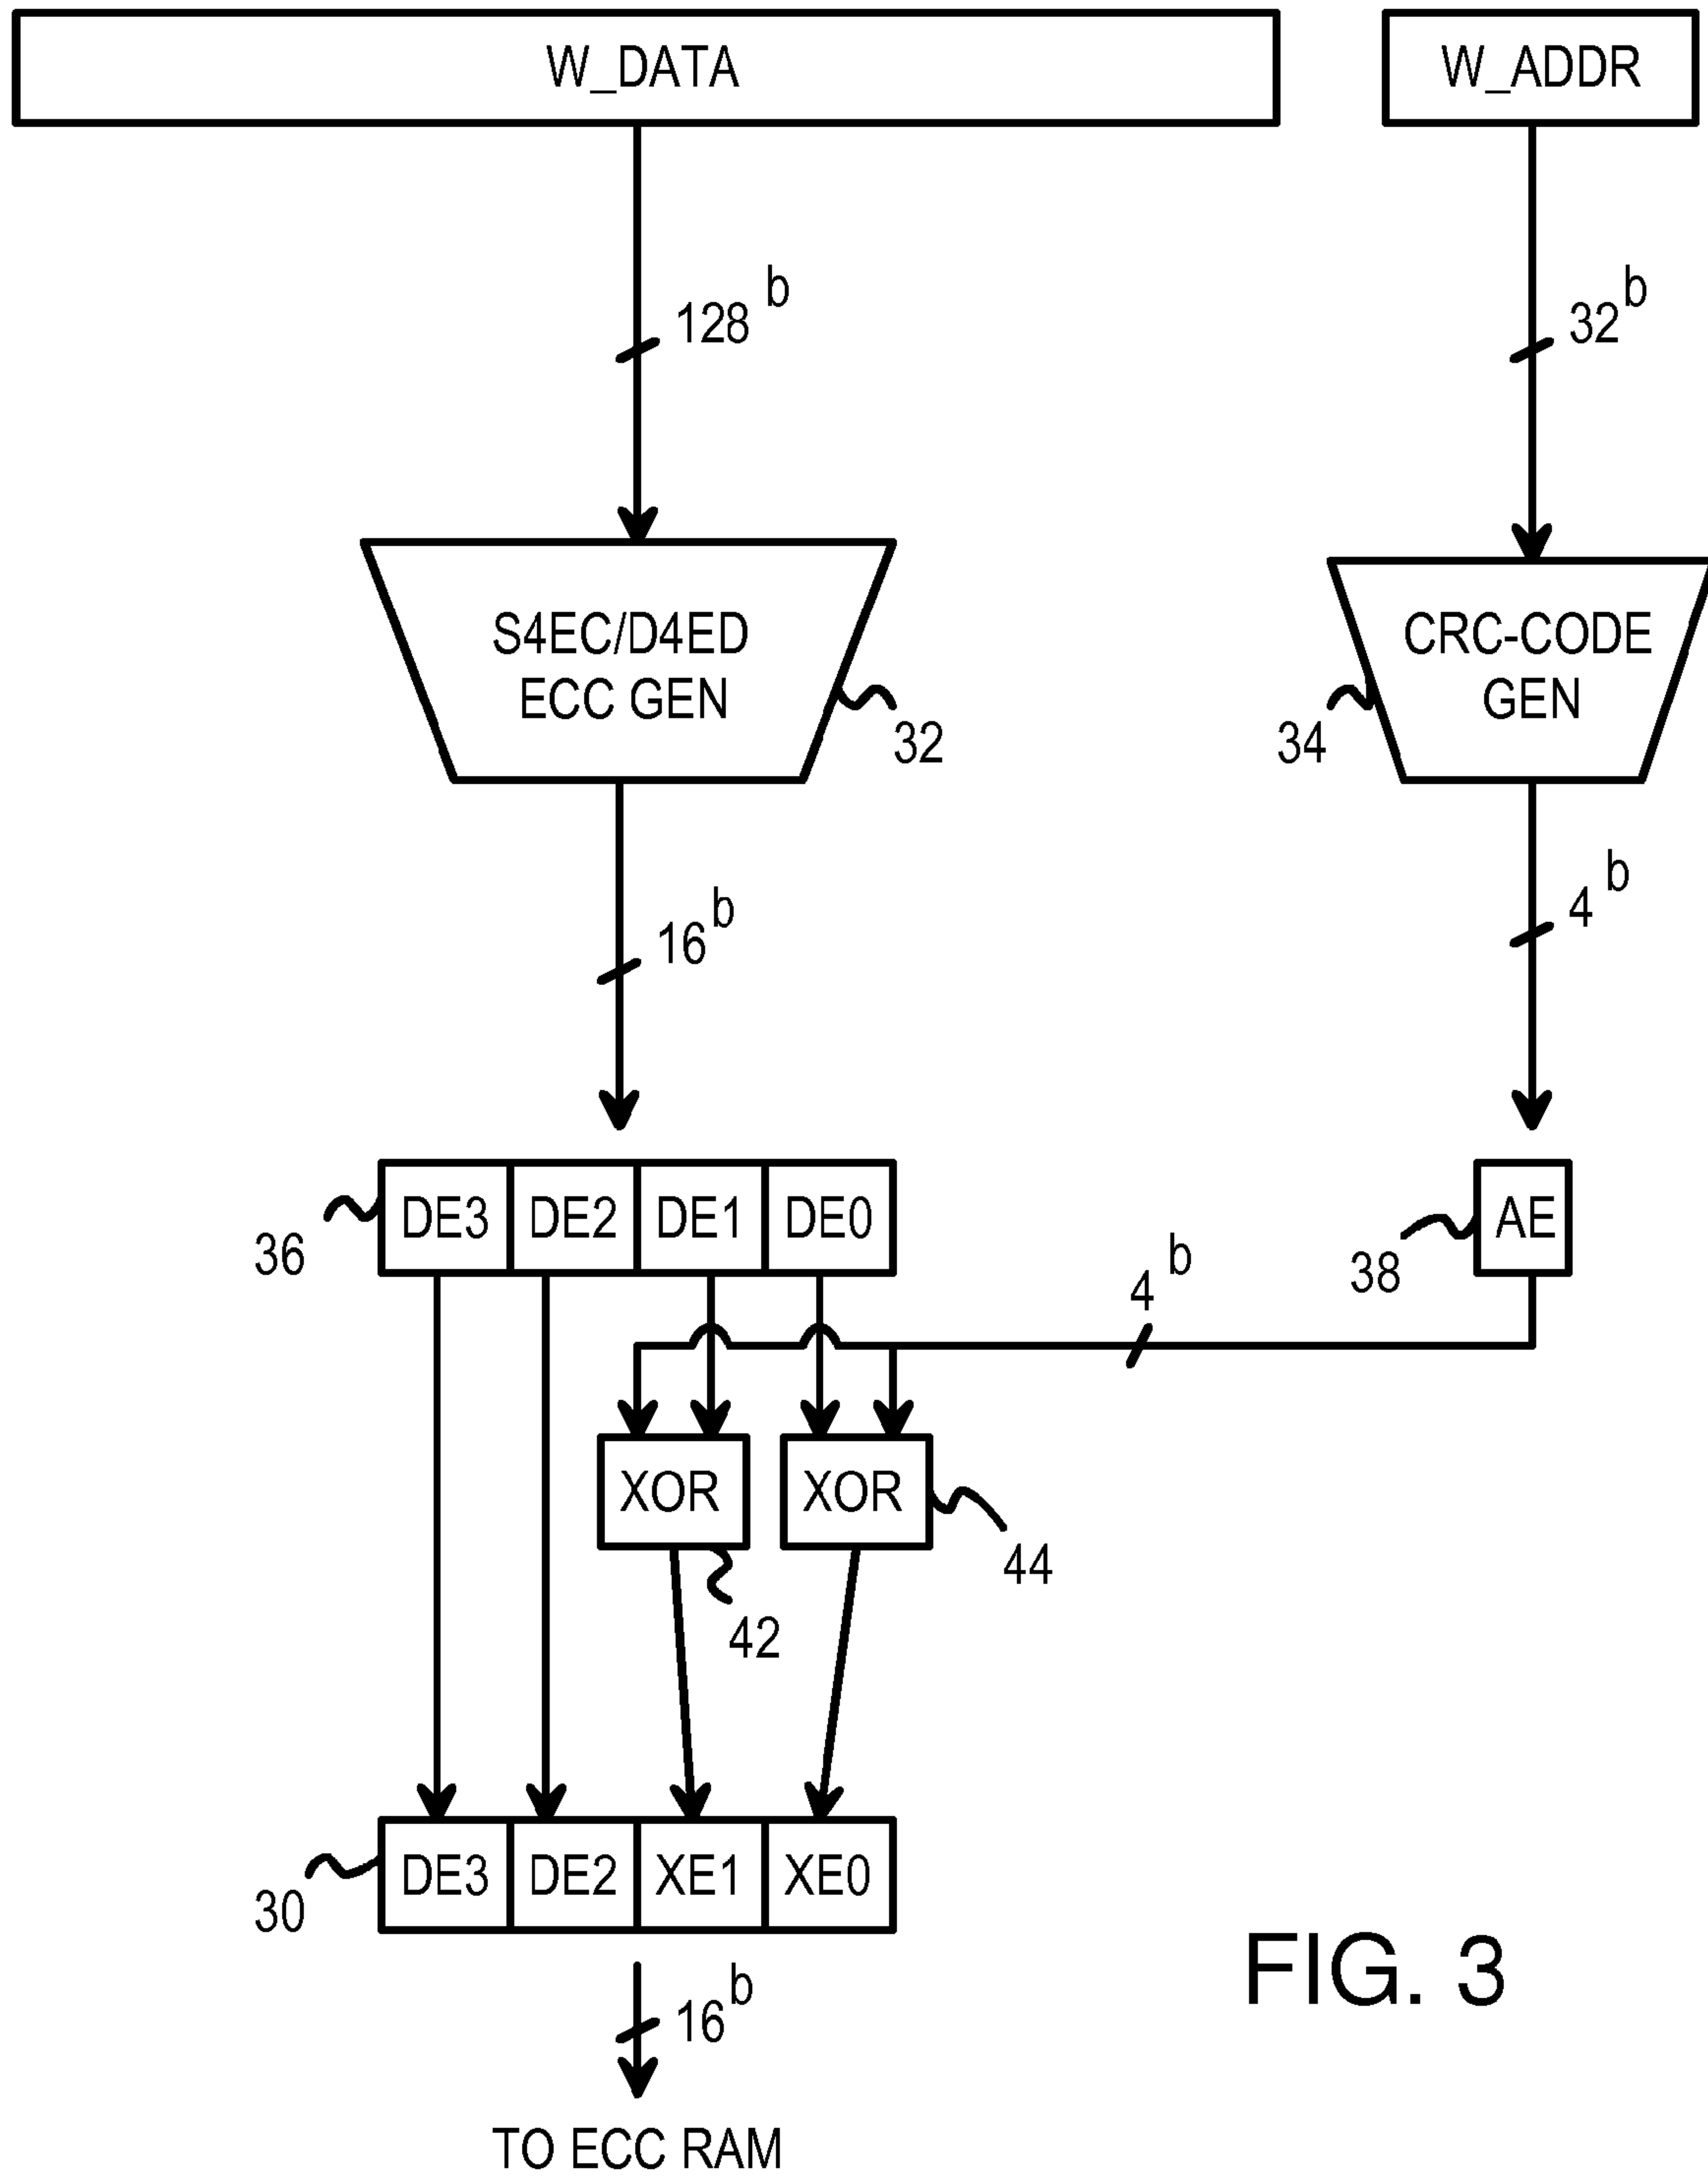 W_DATA
W_ADDR
128 b
32 b
S4EC/D4ED
ECC GEN
32
CRC-CODE
GEN
34
16 b
4 b
DE3 DE2 DE1 DE0
36
AE
38
4 b
XOR
XOR
44
42
DE3 DE2 XE1 XE0
30
16 b
TO ECC RAM
FIG. 3